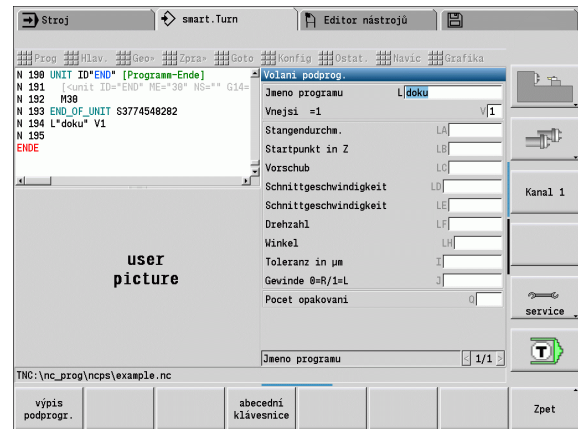 Stroj
smart.Turn
Editor nástrojů
Prog Hlav. Geo» Zpra» Goto Konfig Ostat. Navic Grafika
N 190 UNIT ID"END" [Programm-Ende]
N 191 [<unit ID="END" ME="30" NS="" G14=
N 192 M30
N 193 END_OF_UNIT S3774548282
N 194 L"doku" V1
N 195
ENDE
Volani podprog.
Jmeno programu L doku
Vnejsi =1 V 1
Stangendurchm. LA
Startpunkt in Z LB
Vorschub LC
Schnittgeschwindigkeit LD
Schnittgeschwindigkeit LE
Drehzahl LF
Winkel LH
Toleranz in µm I
Gewinde 0=R/1=L J
Pocet opakovani Q
Jmeno programu < 1/1 >
user
picture
TNC:\nc_prog\ncps\example.nc
Kanal 1
service
T
výpis
podprogr.
abecední
klávesnice
Zpet